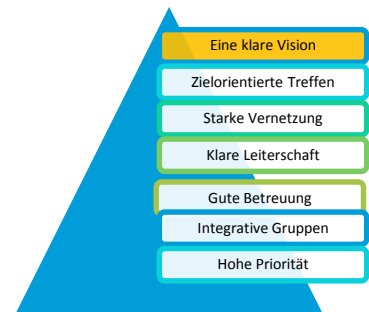 Eine klare Vision
Zielorientierte Treffen
Starke Vernetzung
Klare Leiterschaft
Gute Betreuung
Integrative Gruppen
Hohe Priorität